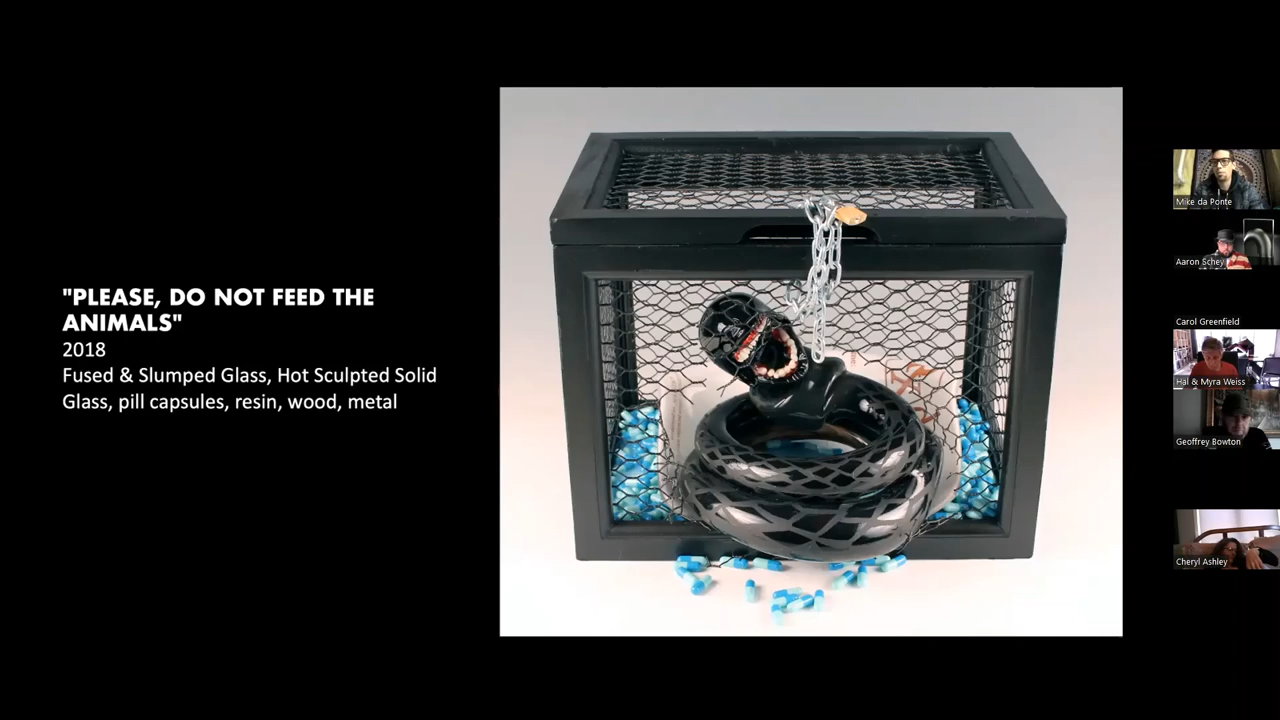 "PLEASE, DO NOT FEED THE
ANIMALS"
2018
Fused & Slumped Glass, Hot Sculpted Solid
Glass, pill capsules, resin, wood, metal
Mike da Ponte
Aaron Schey
Carol Greenfield
Hal & Myra Weiss
Geoffrey Bowton
Cheryl Ashley